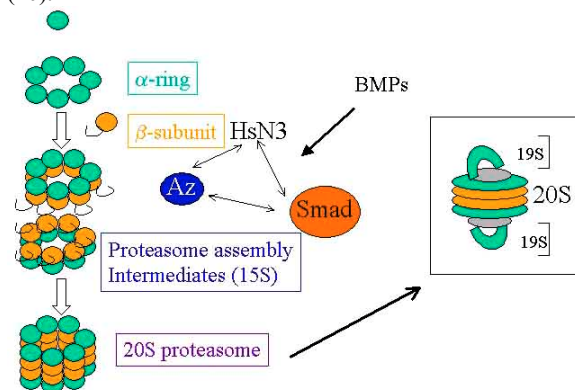 α-ring
BMPs
β-subunit
HsN3
19S
Az
20S
Smad
19S
Proteasome assembly
Intermediates (15S)
20S proteasome